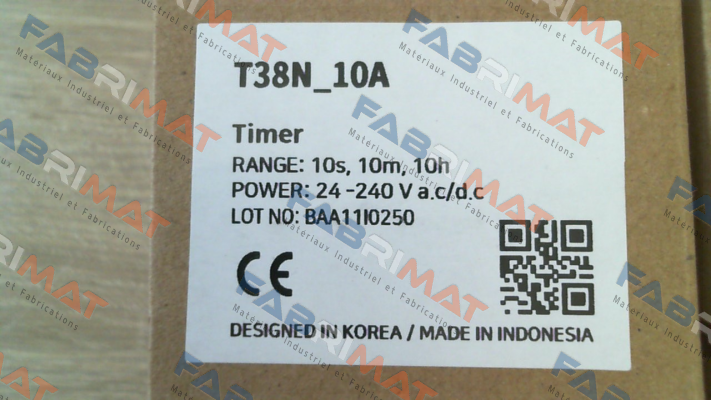 T38N_10A
Timer
RANGE: 10s, 10m, 10h
POWER: 24 -240 V a.c/d.c
LOT NO: BAA11I0250
CE
DESIGNED IN KOREA / MADE IN INDONESIA
FABRIMAT
Materiaux Industriel et Fabrications